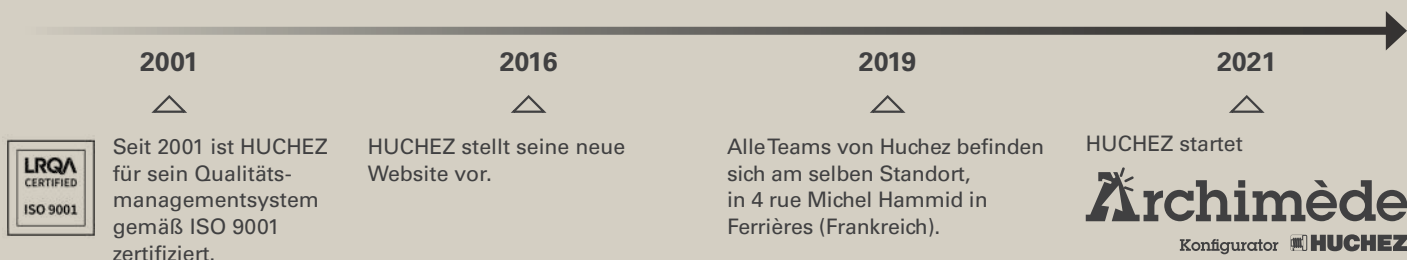 2001
2016
2019
2021
LRQA
CERTIFIED
ISO 9001
Seit 2001 ist HUCHEZ
für sein Qualitäts-
managementsystem
gemäß ISO 9001
zertifiziert.
HUCHEZ stellt seine neue
Website vor.
Alle Teams von Huchez befinden
sich am selben Standort,
in 4 rue Michel Hammid in
Ferrières (Frankreich).
HUCHEZ startet
Archimède
Konfigurator HUCHEZ